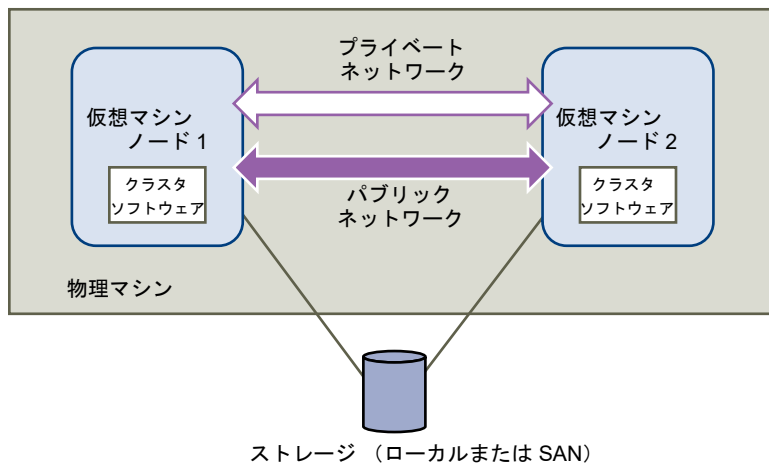 プライベート
ネットワーク
仮想マシン
ノード 1
クラスタ
ソフトウェア
仮想マシン
ノード 2
クラスタ
ソフトウェア
パブリック
ネットワーク
物理マシン
ストレージ （ローカルまたは SAN）